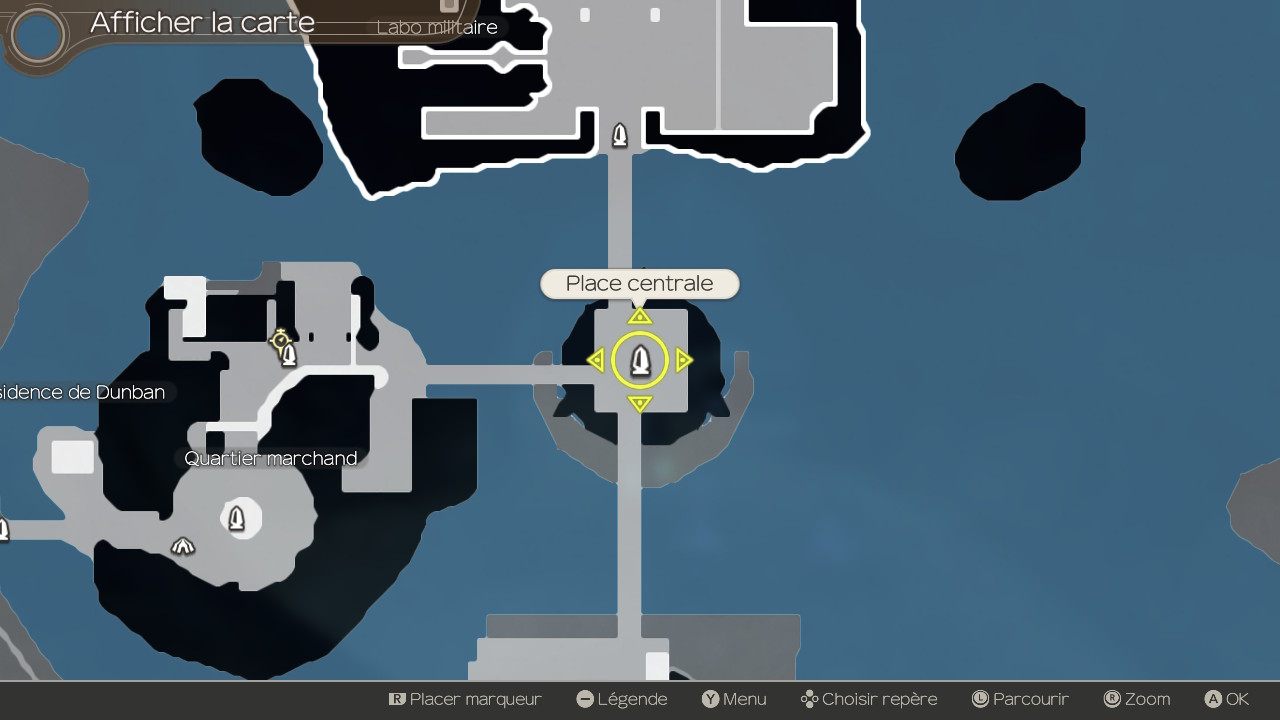 Afficher la carte
Labo militaire
Place centrale
sidence de Dunban
Quartier marchand
R Placer marqueur
Légende
Y Menu
Choisir repère
L Parcourir
R Zoom
A OK